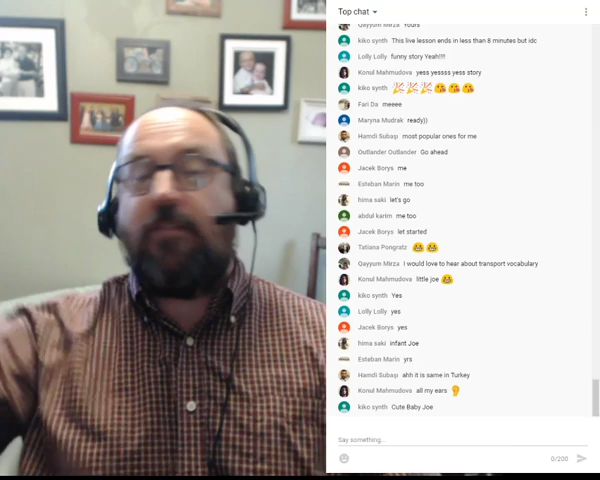 Top chat
Qayyum Mirza Yours
kiko synth This live lesson ends in less than 8 minutes but idc
Lolly Lolly funny story Yeah!!!!
Konul Mahmudova yess yessss yess story
kiko synth 🎉🎉🎉😘😘😘
Fari Da meeee
Maryna Mudrak ready))
Hamdi Subaşı most popular ones for me
Outlander Outlander Go ahead
Jacek Borys me
Esteban Marin me too
hima saki let's go
abdul karim me too
Jacek Borys let started
Tatiana Pongratz 😂😂
Qayyum Mirza I would love to hear about transport vocabulary
Konul Mahmudova little joe 😂
kiko synth Yes
Lolly Lolly yes
Jacek Borys yes
hima saki infant Joe
Esteban Marin yrs
Hamdi Subaşı ahh it is same in Turkey
Konul Mahmudova all my ears 👂
kiko synth Cute Baby Joe
Say something...
0/200